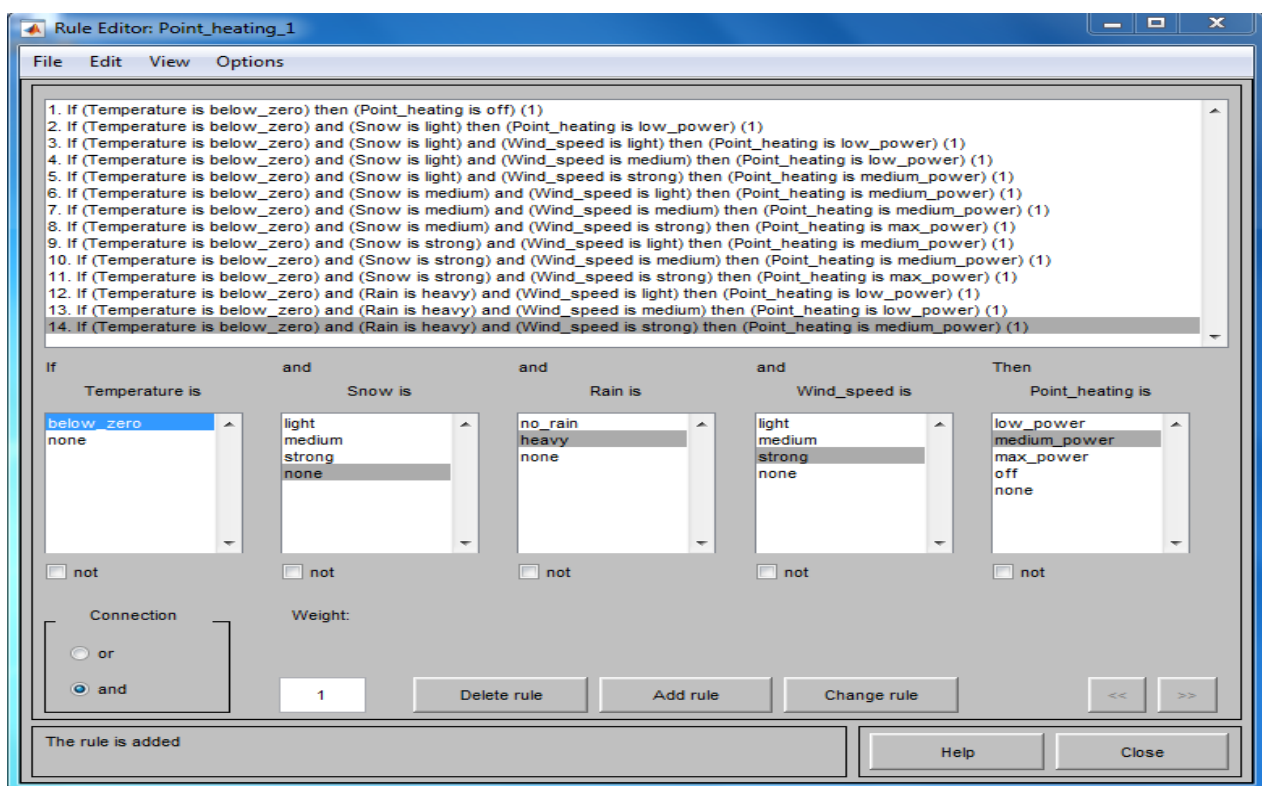 Rule Editor: Point_heating_1
File Edit View Options
1. If (Temperature is below_zero) then (Point_heating is off) (1)
2. If (Temperature is below_zero) and (Snow is light) then (Point_heating is low_power) (1)
3. If (Temperature is below_zero) and (Snow is light) and (Wind_speed is light) then (Point_heating is low_power) (1)
4. If (Temperature is below_zero) and (Snow is light) and (Wind_speed is medium) then (Point_heating is low_power) (1)
5. If (Temperature is below_zero) and (Snow is light) and (Wind_speed is strong) then (Point_heating is medium_power) (1)
6. If (Temperature is below_zero) and (Snow is medium) and (Wind_speed is light) then (Point_heating is medium_power) (1)
7. If (Temperature is below_zero) and (Snow is medium) and (Wind_speed is medium) then (Point_heating is medium_power) (1)
8. If (Temperature is below_zero) and (Snow is medium) and (Wind_speed is strong) then (Point_heating is max_power) (1)
9. If (Temperature is below_zero) and (Snow is strong) and (Wind_speed is light) then (Point_heating is medium_power) (1)
10. If (Temperature is below_zero) and (Snow is strong) and (Wind_speed is medium) then (Point_heating is medium_power) (1)
11. If (Temperature is below_zero) and (Snow is strong) and (Wind_speed is strong) then (Point_heating is max_power) (1)
12. If (Temperature is below_zero) and (Rain is heavy) and (Wind_speed is light) then (Point_heating is low_power) (1)
13. If (Temperature is below_zero) and (Rain is heavy) and (Wind_speed is medium) then (Point_heating is low_power) (1)
14. If (Temperature is below_zero) and (Rain is heavy) and (Wind_speed is strong) then (Point_heating is medium_power) (1)
If and and and Then
Temperature is Snow is Rain is Wind_speed is Point_heating is
below_zero light no_rain light low_power
none medium heavy medium medium_power
strong none strong max_power
none none off
none
not not not not not
Connection Weight:
or
and 1 Delete rule Add rule Change rule << >>
The rule is added Help Close